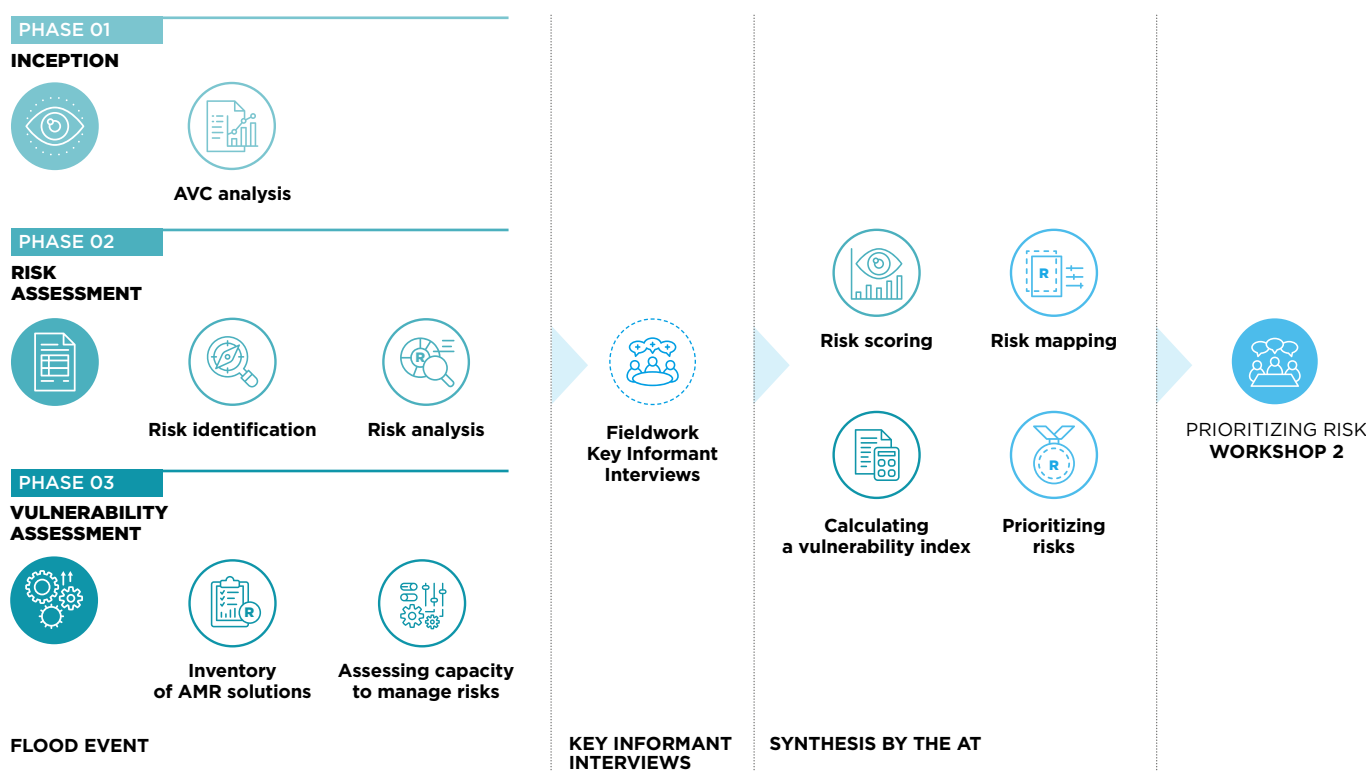 PHASE 01
INCEPTION
AVC analysis
PHASE 02
RISK
ASSESSMENT
Risk identification
Risk analysis
PHASE 03
VULNERABILITY
ASSESSMENT
R
Inventory
of AMR solutions
Assessing capacity
to manage risks
FLOOD EVENT
Fieldwork
Key Informant
Interviews
KEY INFORMANT
INTERVIEWS
Risk scoring
R
Risk mapping
Calculating
a vulnerability index
R
Prioritizing
risks
SYNTHESIS BY THE AT
PRIORITIZING RISK
WORKSHOP 2
R